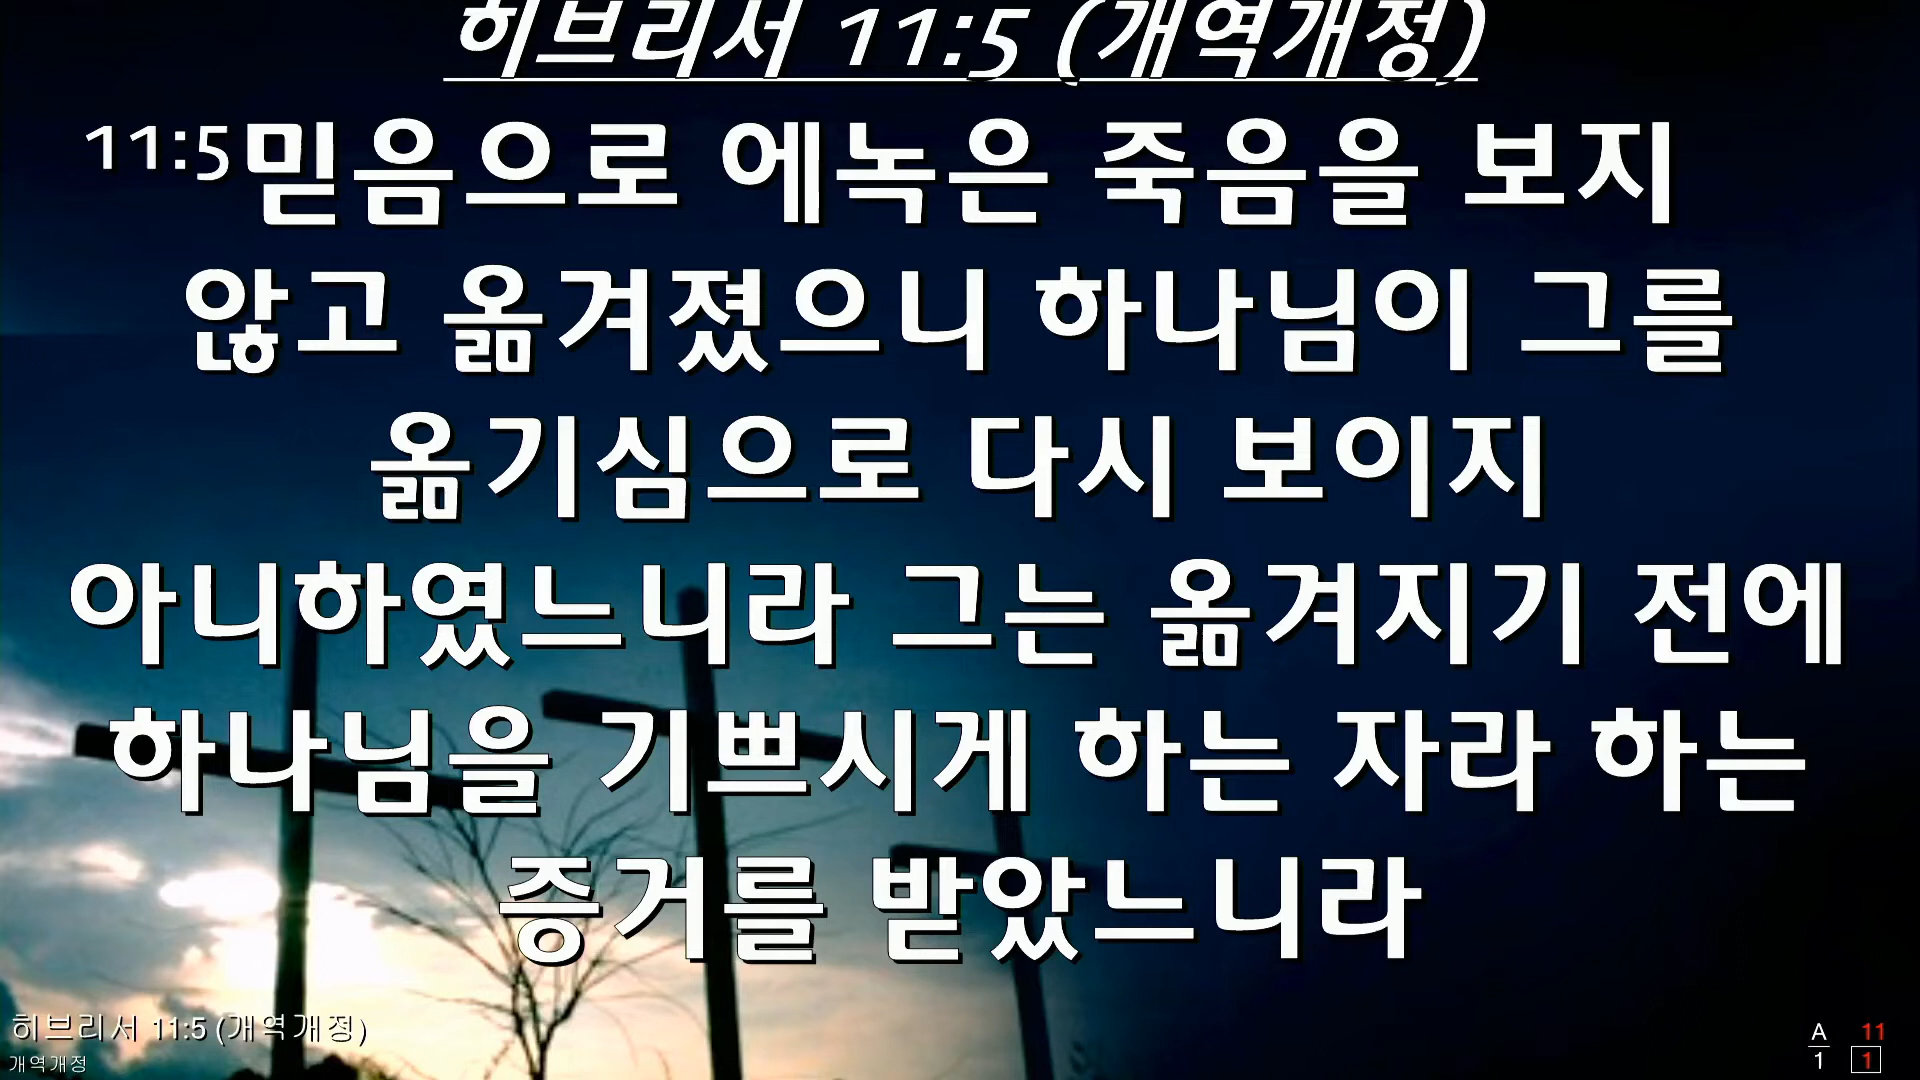 히브리서 11:5 (개역개정)
11:5믿음으로 에녹은 죽음을 보지
않고 옮겨졌으니 하나님이 그를
옮기심으로 다시 보이지
아니하였느니라 그는 옮겨지기 전에
하나님을 기쁘시게 하는 자라 하는
증거를 받았느니라
히브리서 11:5 (개역개정)
개역개정
A 11
1 1